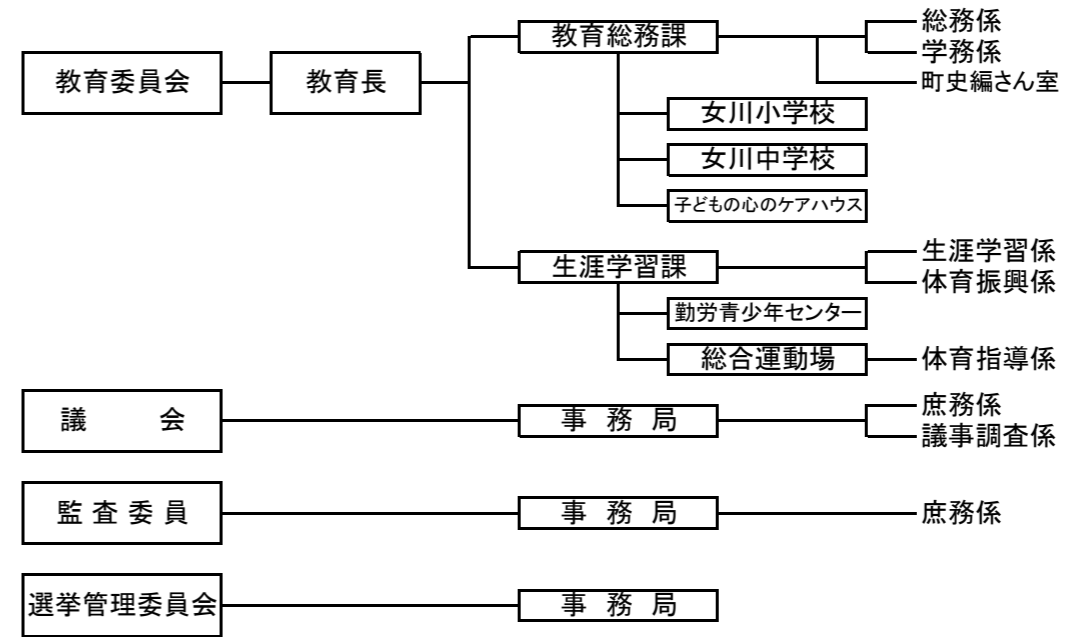 教育委員会
教育長
教育総務課
総務係
学務係
町史編さん室
女川小学校
女川中学校
子どもの心のケアハウス
生涯学習課
生涯学習係
体育振興係
勤労青少年センター
総合運動場
体育指導係
議会
事務局
庶務係
議事調査係
監査委員
事務局
庶務係
選挙管理委員会
事務局